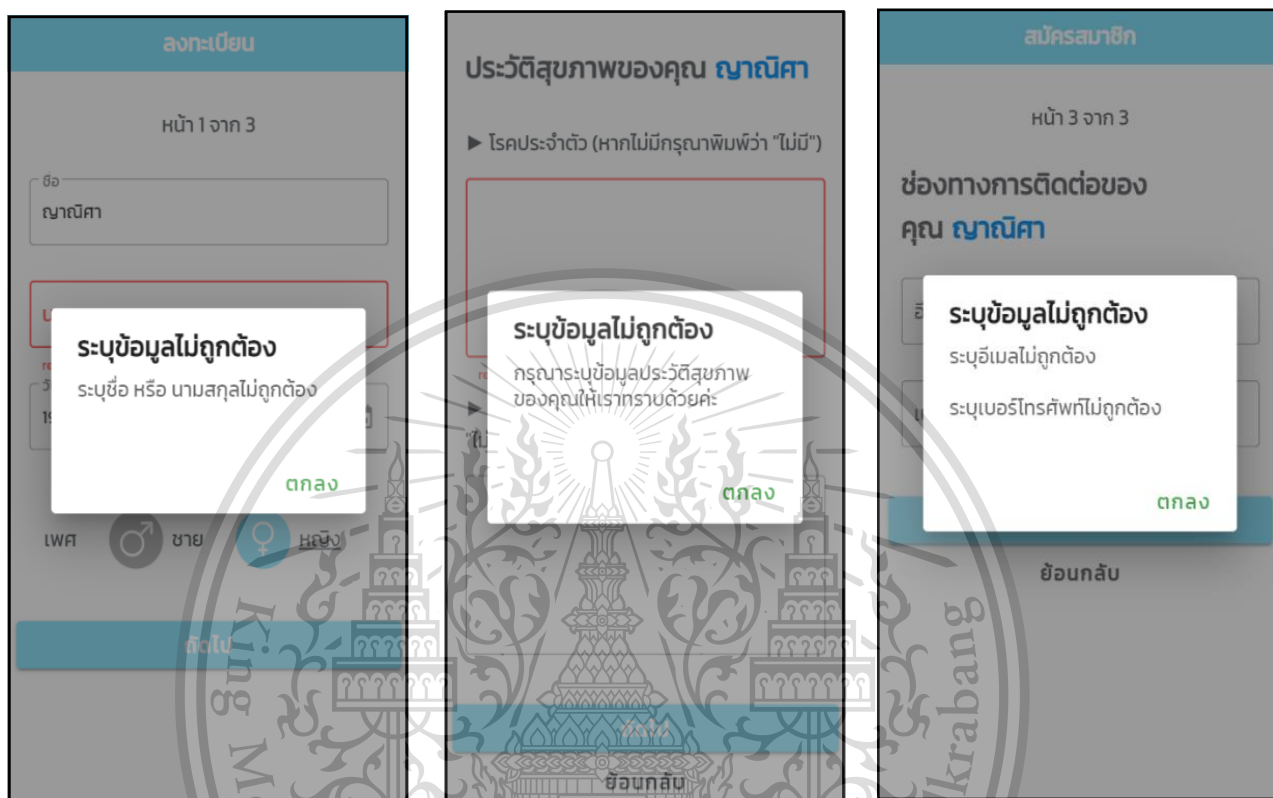 ลงทะเบียน
หน้า 1 จาก 3
ชื่อ
ญาณิศา
ระบุข้อมูลไม่ถูกต้อง
ระบุชื่อ หรือ นามสกุลไม่ถูกต้อง
ตกลง
เพศ ชาย หญิง
ถัดไป
ประวัติสุขภาพของคุณ ญาณิศา
▶ โรคประจำตัว (หากไม่มีกรุณาพิมพ์ว่า "ไม่มี")
ระบุข้อมูลไม่ถูกต้อง
กรุณาระบุข้อมูลประวัติสุขภาพ
ของคุณให้เราทราบด้วยค่ะ
ตกลง
ถัดไป
ย้อนกลับ
สมัครสมาชิก
หน้า 3 จาก 3
ช่องทางการติดต่อของ
คุณ ญาณิศา
ระบุข้อมูลไม่ถูกต้อง
ระบุอีเมลไม่ถูกต้อง
ระบุเบอร์โทรศัพท์ไม่ถูกต้อง
ตกลง
ย้อนกลับ
King
krabang